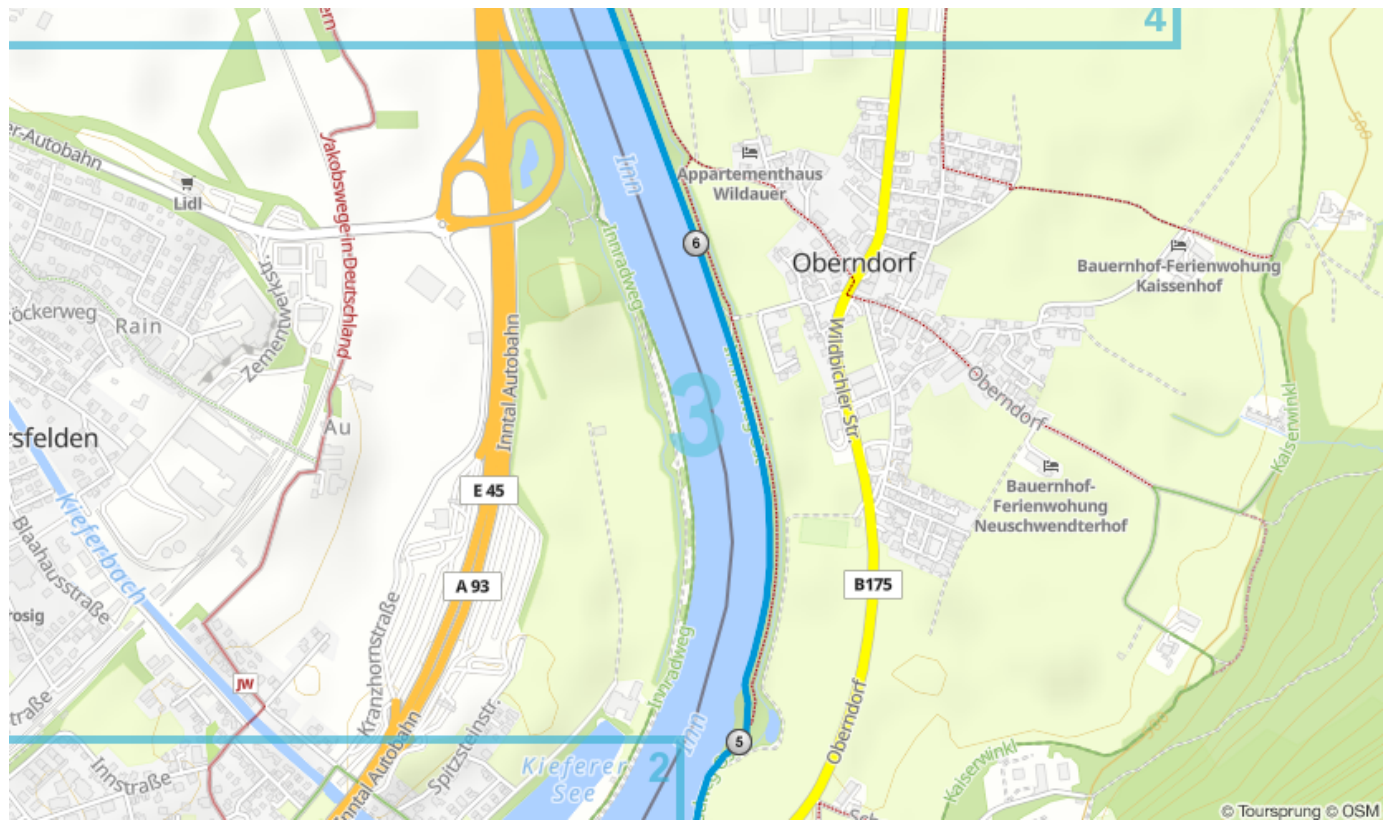 4
er-Autobahn
Jakobswege-in-Deutschland
Lidl
Inn
Appartementhaus
Wildauer
6
Oberndorf
Bauernhof-Ferienwohung
Kaissenhof
Innradweg
öckerweg
Rain
Zementwerkstr.
Inntal Autobahn
Wildbichler Str.
3
Oberndorf
Kaiserwinkl
rsfelden
Au
E 45
Bauernhof-
Ferienwohung
Neuschwendterhof
Kieferbach
Blaahausstraße
A 93
B175
rosig
Kranzhornstraße
Innradweg
JW
traße
Inn
5
Oberndorf
Kaiserwinkl
Innstraße
Inntal Autobahn
Spitzsteinstr.
Kieferer
See
2
© Toursprung © OSM